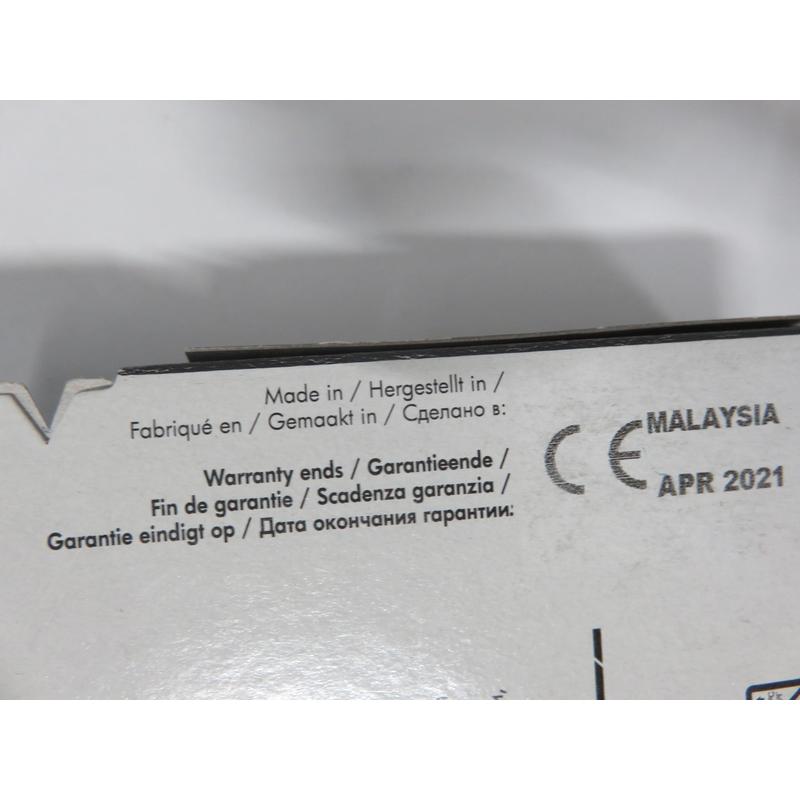 Made in / Hergestellt in /
Fabriqué en / Gemaakt in / Сделано в:
MALAYSIA
Warranty ends / Garantieende /
Fin de garantie / Scadenza garanzia /
Garantie eindigt op / Дата окончания гарантии:
CE
APR 2021